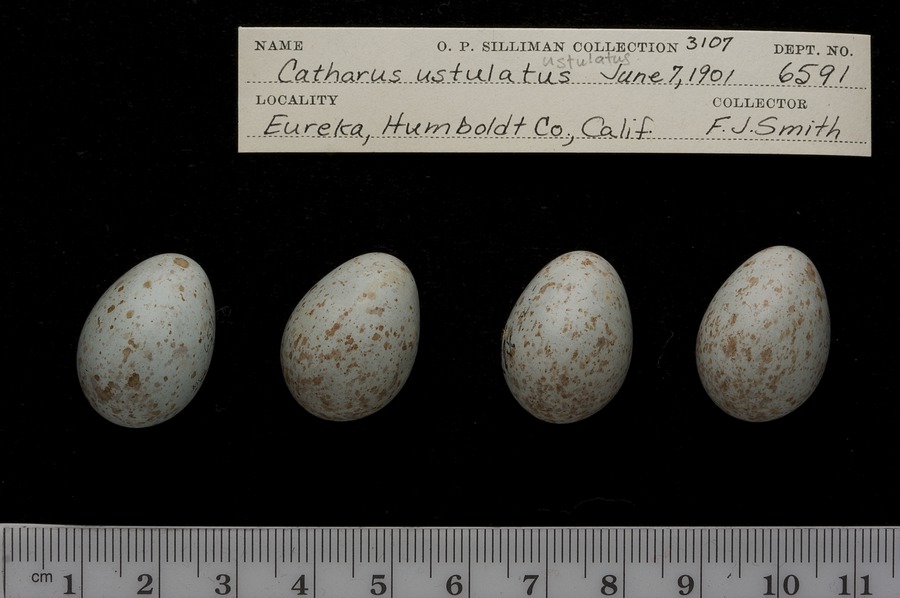 NAME O. P. SILLIMAN COLLECTION 3107 DEPT. NO.
ustulatus
Catharus ustulatus June 7, 1901 6591
LOCALITY COLLECTOR
Eureka, Humboldt Co., Calif. F. J. Smith
cm 1 2 3 4 5 6 7 8 9 10 11